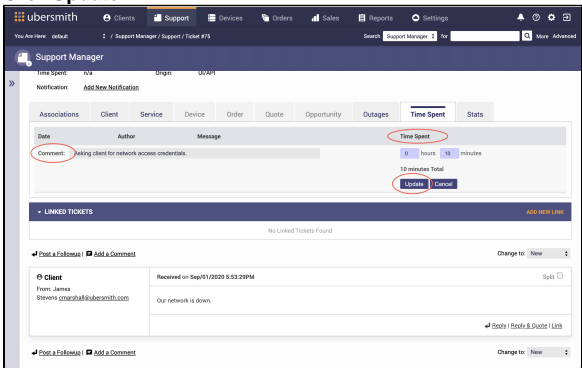 ubersmith Clients Support Devices Orders Sales Reports Settings
You Are Here: default / Support Manager / Support / Ticket #75 Search Support Manager for More Advanced
Support Manager
Time Spent: n/a Origin: UI/API
Notification: Add New Notification
Associations Client Service Device Order Quote Opportunity Outages Time Spent Stats
Date Author Message Time Spent
Comment: Asking client for network access credentials. 0 hours 10 minutes
10 minutes Total
Update Cancel
LINKED TICKETS ADD NEW LINK
No Linked Tickets Found
Post a Followup | Add a Comment Change to: New
Client Received on Sep/01/2020 5:53:29PM Split
From: James
Stevens cmarshall@ubersmith.com
Our network is down.
Reply | Reply & Quote | Link
Post a Followup | Add a Comment Change to: New